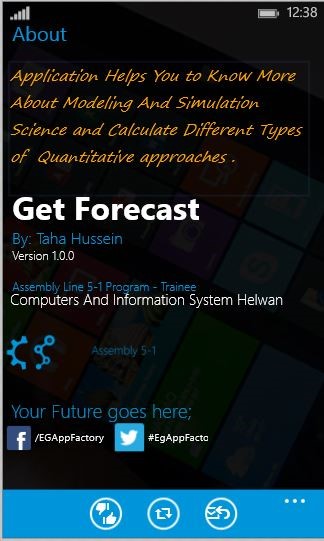 12:38
About
Application Helps You to Know More
About Modeling And Simulation
Science and Calculate Different Types
of Quantitative approaches .
Get Forecast
By: Taha Hussein
Version 1.0.0
Assembly Line 5-1 Program - Trainee
Computers And Information System Helwan
Assembly 5-1
Your Future goes here;
f /EGAppFactory #EgAppFacto
...